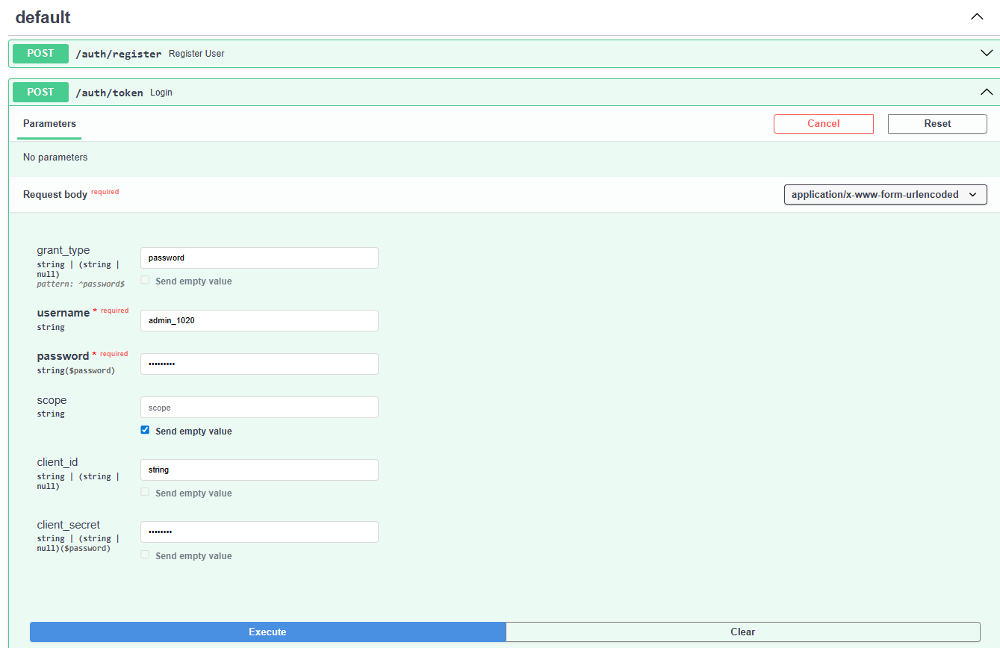 default
POST /auth/register Register User
POST /auth/token Login
Parameters
Cancel
Reset
No parameters
Request body required
application/x-www-form-urlencoded
grant_type
string | (string |
null)
pattern: ^password$
password
Send empty value
username * required
string
admin_1020
password * required
string($password)
•••••••••
scope
string
scope
Send empty value
client_id
string | (string |
null)
string
Send empty value
client_secret
string | (string |
null)($password)
••••••••
Send empty value
Execute
Clear